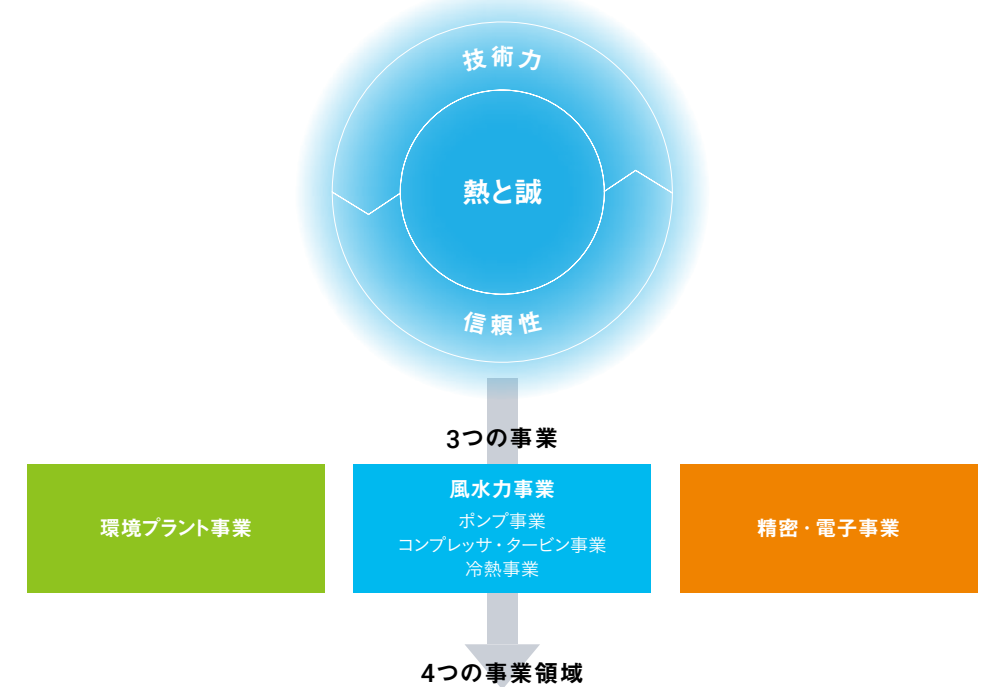 技術力
熱と誠
信頼性
3つの事業
環境プラント事業
風水力事業
ポンプ事業
コンプレッサ・タービン事業
冷熱事業
精密・電子事業
4つの事業領域